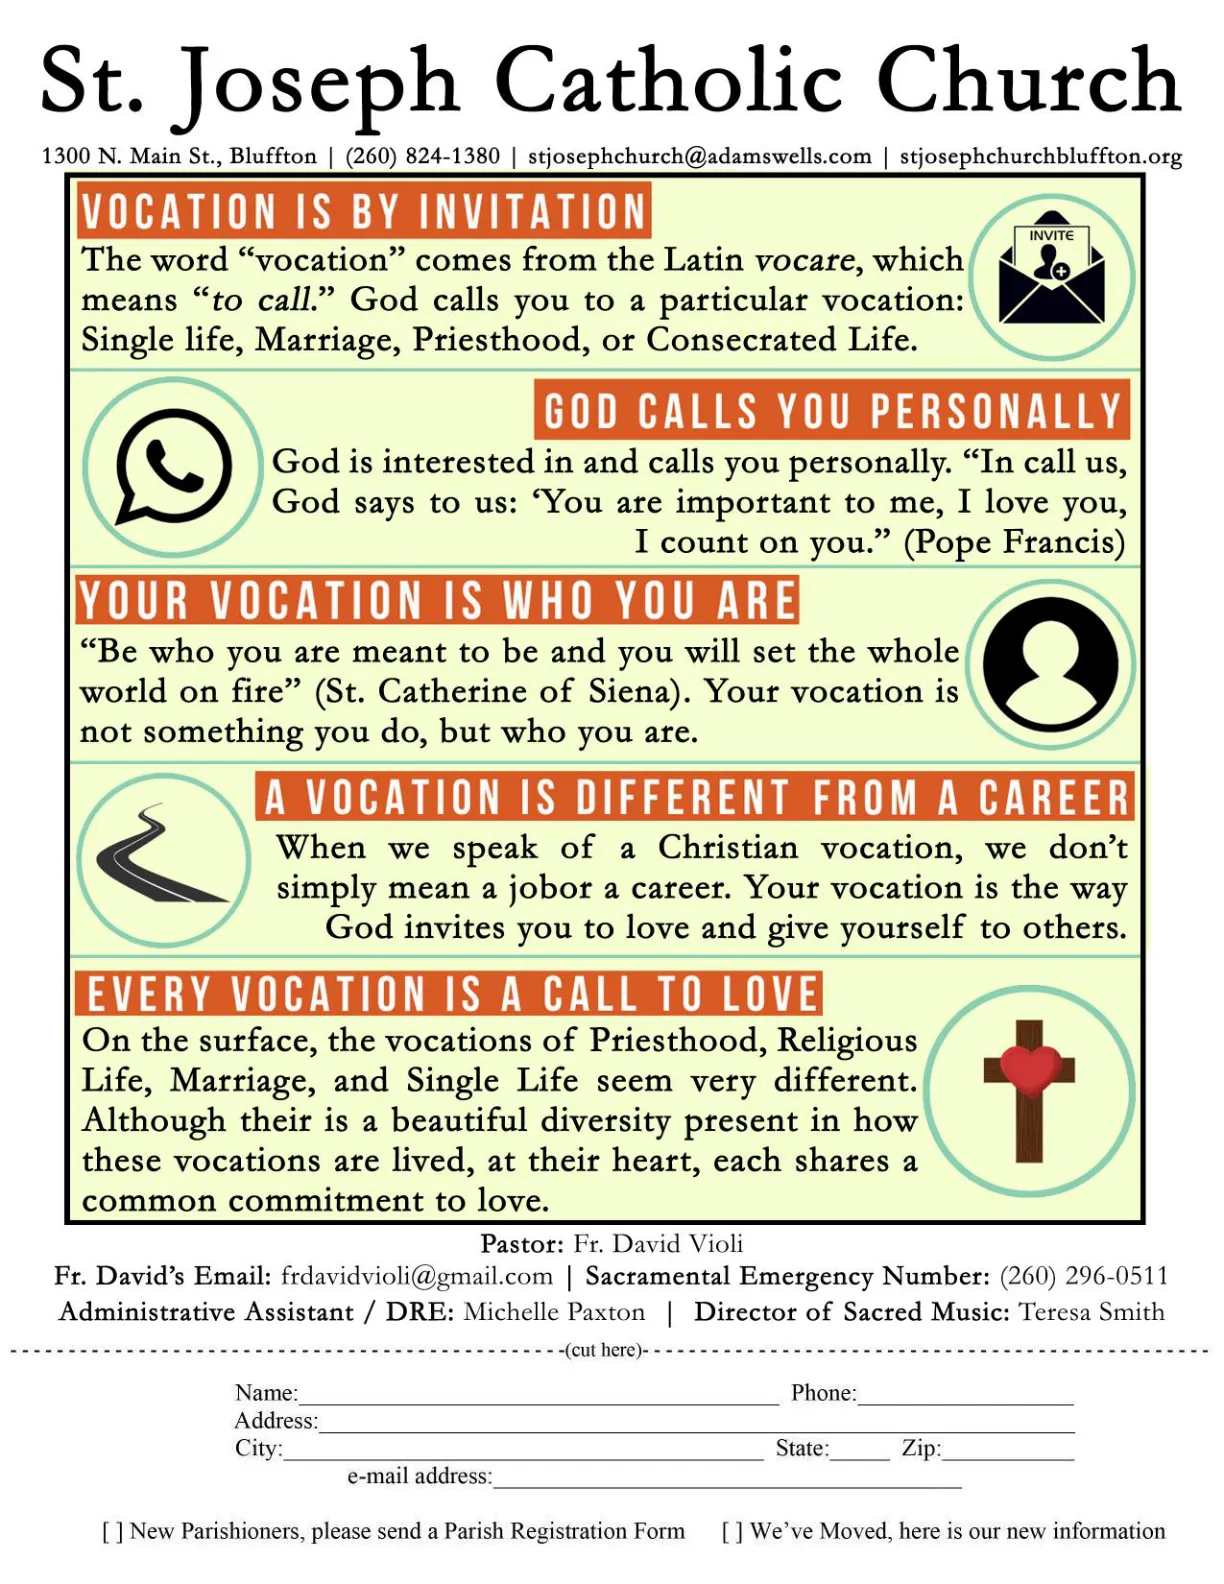 St. Joseph Catholic Church
1300 N. Main St., Bluffton | (260) 824-1380 | stjosephchurch@adamswells.com | stjosephchurchbluffton.org
VOCATION IS BY INVITATION
INVITE
The word “vocation” comes from the Latin vocare, which
means “to call.” God calls you to a particular vocation:
Single life, Marriage, Priesthood, or Consecrated Life.
GOD CALLS YOU PERSONALLY
God is interested in and calls you personally. “In call us,
God says to us: ‘You are important to me, I love you,
I count on you.” (Pope Francis)
YOUR VOCATION IS WHO YOU ARE
“Be who you are meant to be and you will set the whole
world on fire” (St. Catherine of Siena). Your vocation is
not something you do, but who you are.
A VOCATION IS DIFFERENT FROM A CAREER
When we speak of a Christian vocation, we don’t
simply mean a jobor a career. Your vocation is the way
God invites you to love and give yourself to others.
EVERY VOCATION IS A CALL TO LOVE
On the surface, the vocations of Priesthood, Religious
Life, Marriage, and Single Life seem very different.
Although their is a beautiful diversity present in how
these vocations are lived, at their heart, each shares a
common commitment to love.
Pastor: Fr. David Violi
Fr. David’s Email: frdavidvioli@gmail.com | Sacramental Emergency Number: (260) 296-0511
Administrative Assistant / DRE: Michelle Paxton | Director of Sacred Music: Teresa Smith
(cut here)
Name: Phone:
Address:
City: State: Zip:
e-mail address:
[ ] New Parishioners, please send a Parish Registration Form [ ] We’ve Moved, here is our new information